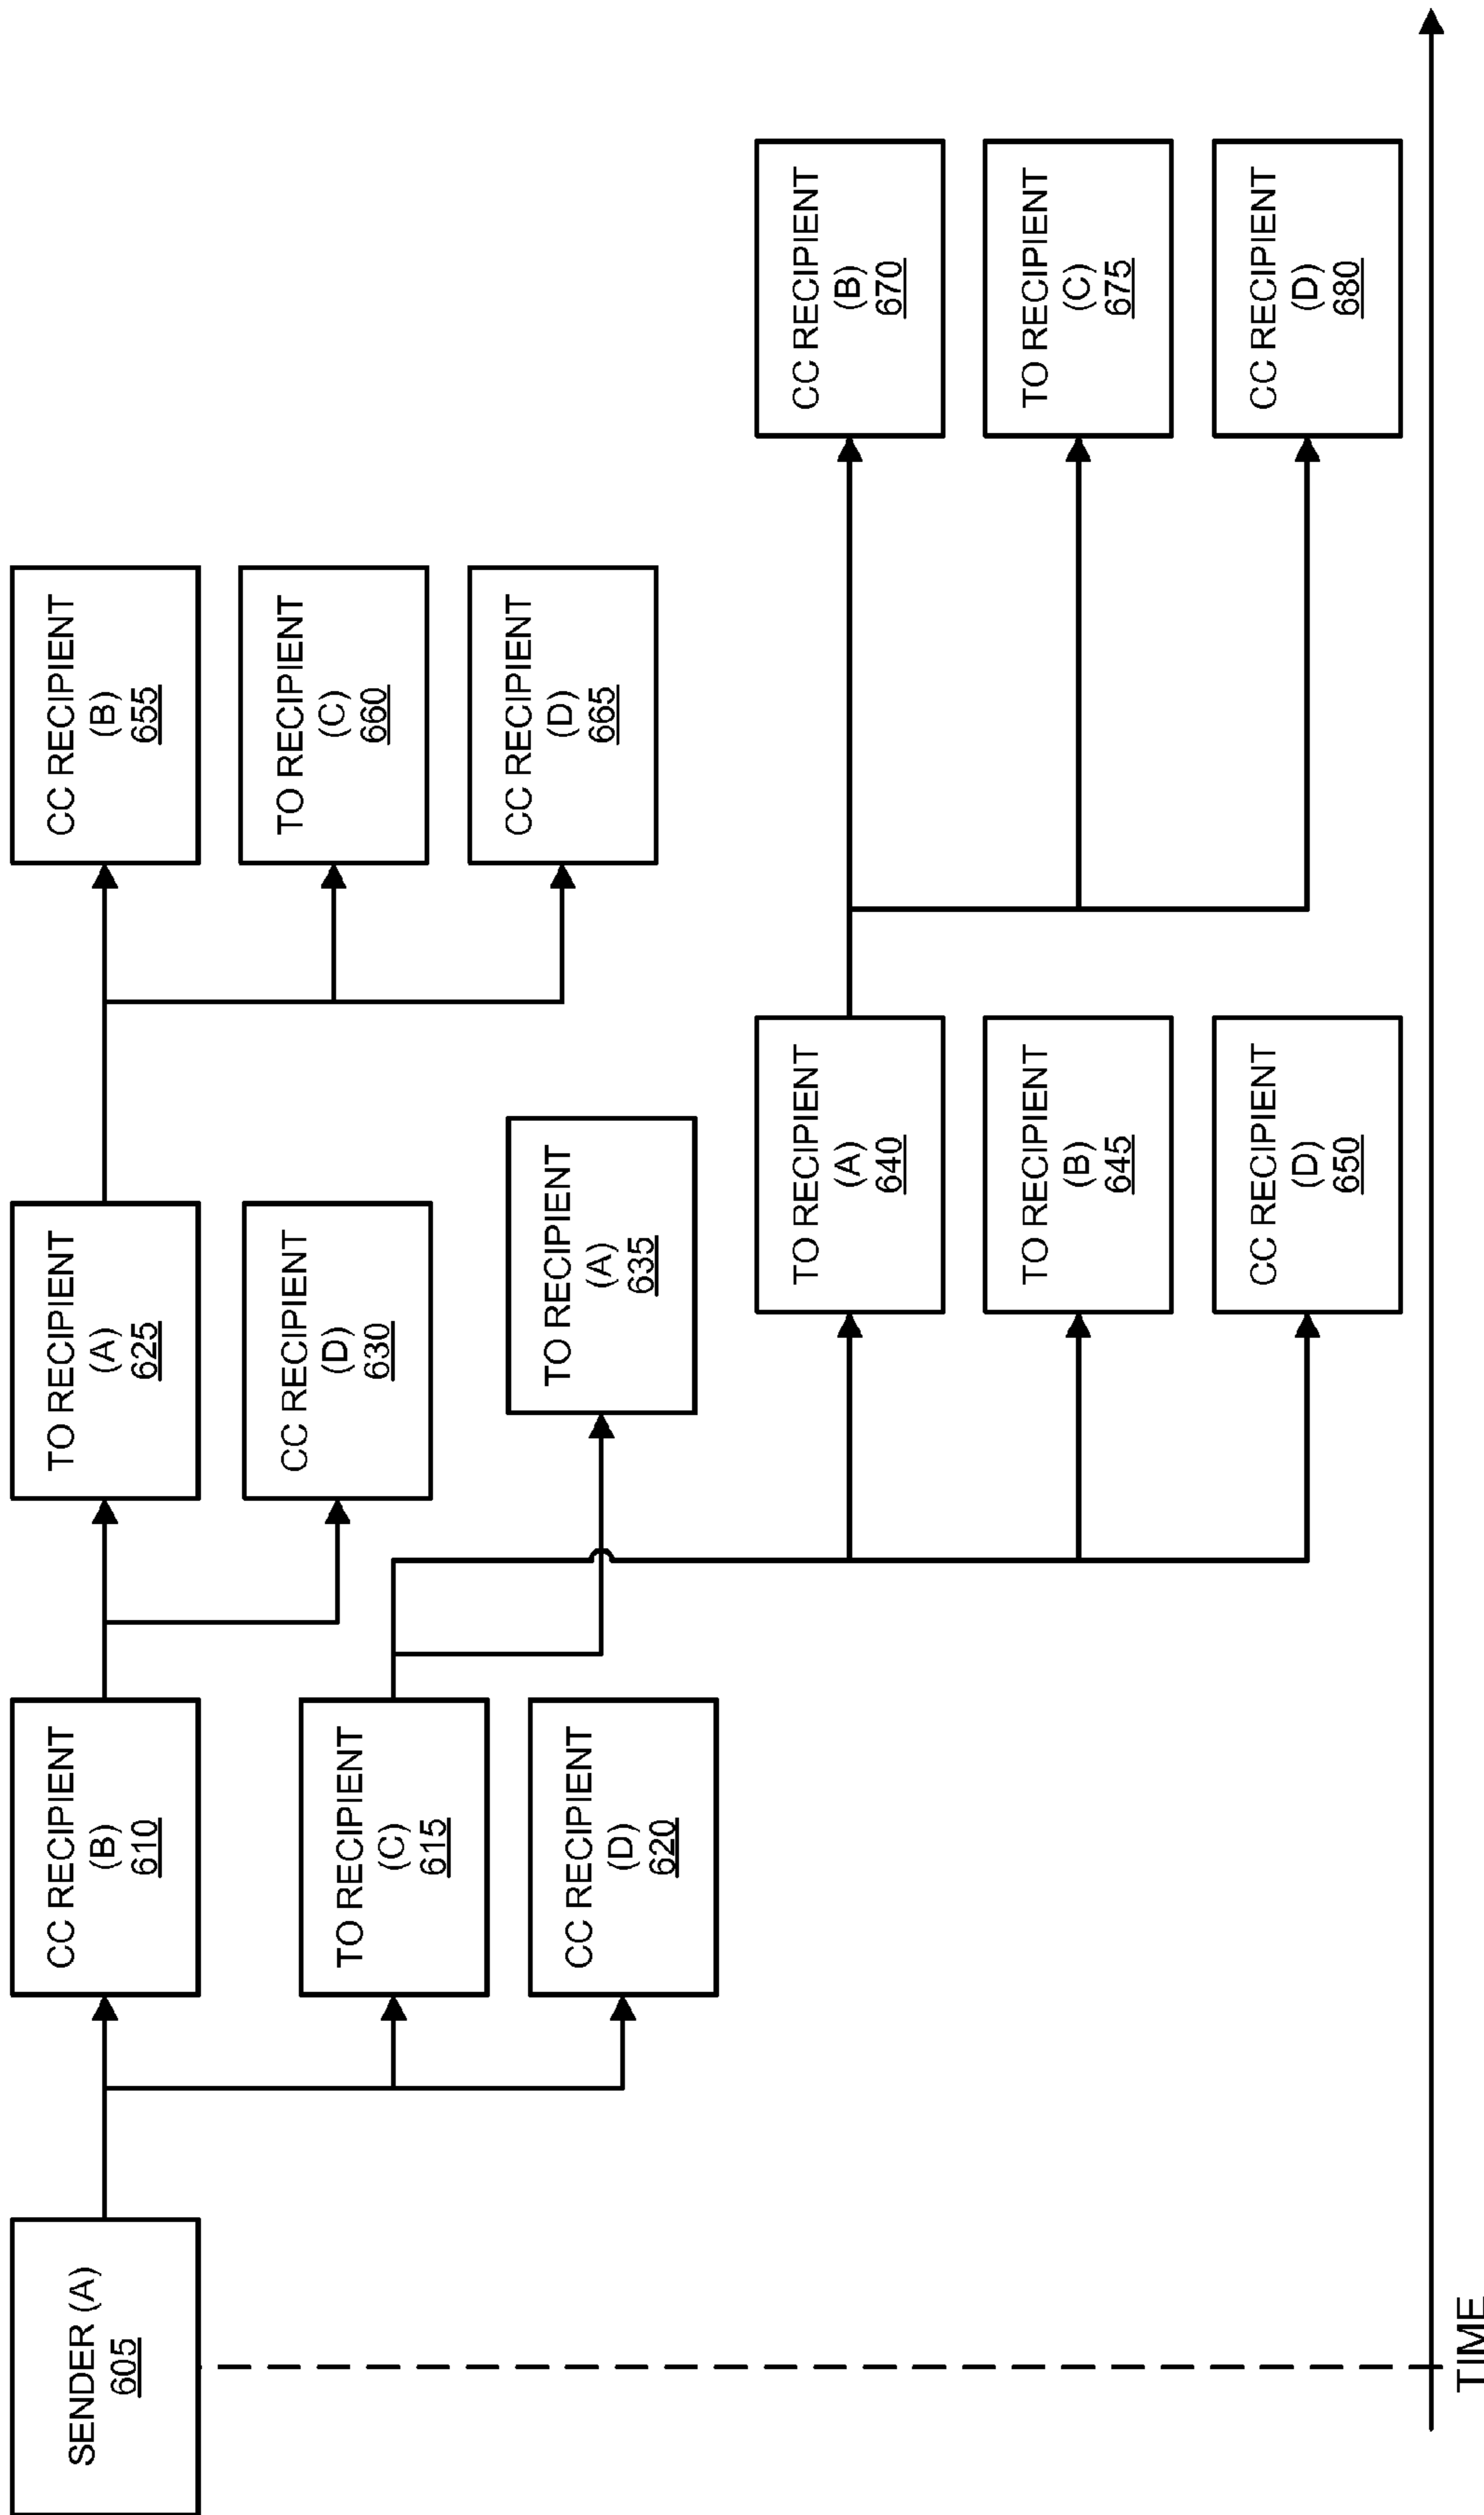 SENDER (A)
605
CC RECIPIENT
(B)
610
TO RECIPIENT
(C)
615
CC RECIPIENT
(D)
620
TO RECIPIENT
(A)
625
CC RECIPIENT
(D)
630
TO RECIPIENT
(A)
635
TO RECIPIENT
(A)
640
TO RECIPIENT
(B)
645
CC RECIPIENT
(D)
650
CC RECIPIENT
(B)
655
TO RECIPIENT
(C)
660
CC RECIPIENT
(D)
665
CC RECIPIENT
(B)
670
TO RECIPIENT
(C)
675
CC RECIPIENT
(D)
680
TIME